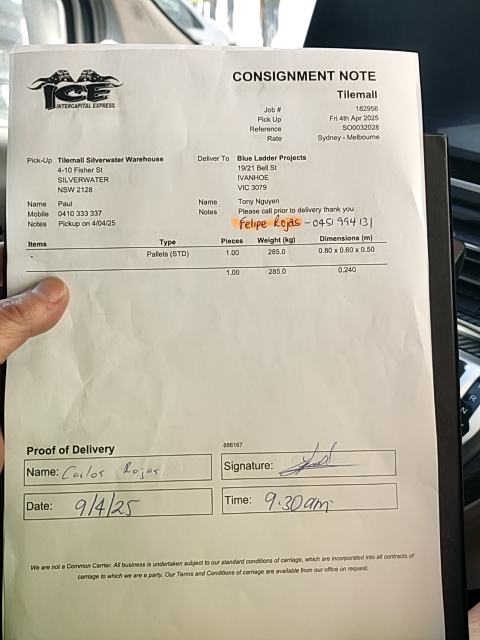 ICE
INTERCAPITAL EXPRESS
CONSIGNMENT NOTE
Tilemall
Job # 182956
Pick Up Fri 4th Apr 2025
Reference SO0032028
Rate Sydney - Melbourne
Pick-Up Tilemall Silverwater Warehouse
4-10 Fisher St
SILVERWATER
NSW 2128
Name Paul
Mobile 0410 333 337
Notes Pickup on 4/04/25
Deliver To Blue Ladder Projects
19/21 Bell St
IVANHOE
VIC 3079
Name Tony Nguyen
Notes Please call prior to delivery thank you
Felipe Rojas - 0451 994 131
Items Type Pieces Weight (kg) Dimensions (m)
Pallets (STD) 1.00 285.0 0.80 x 0.60 x 0.50
1.00 285.0 0.240
Proof of Delivery
886187
Name: Carlos Rojas
Signature:
Date: 9/4/25
Time: 9.30am
We are not a Common Carrier. All business is undertaken subject to our standard conditions of carriage, which are incorporated into all contracts of
carriage to which we are a party. Our Terms and Conditions of carriage are available from our office on request.